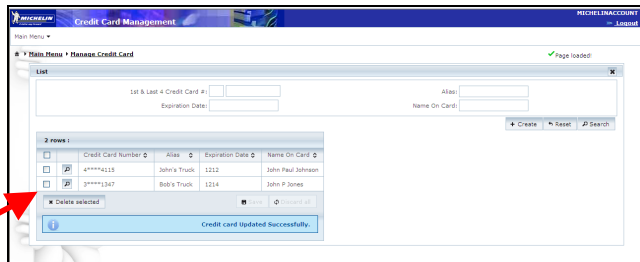 MICHELIN
Credit Card Management
MICHELINACCOUNT
Logout
Main Menu
Main Menu Manage Credit Card
Page loaded!
List
1st & Last 4 Credit Card #:
Alias:
Expiration Date:
Name On Card:
Create Reset Search
2 rows :
Credit Card Number Alias Expiration Date Name On Card
4****4115 John's Truck 1212 John Paul Johnson
3****1347 Bob's Truck 1214 John P Jones
Delete selected Save Discard all
Credit card Updated Successfully.